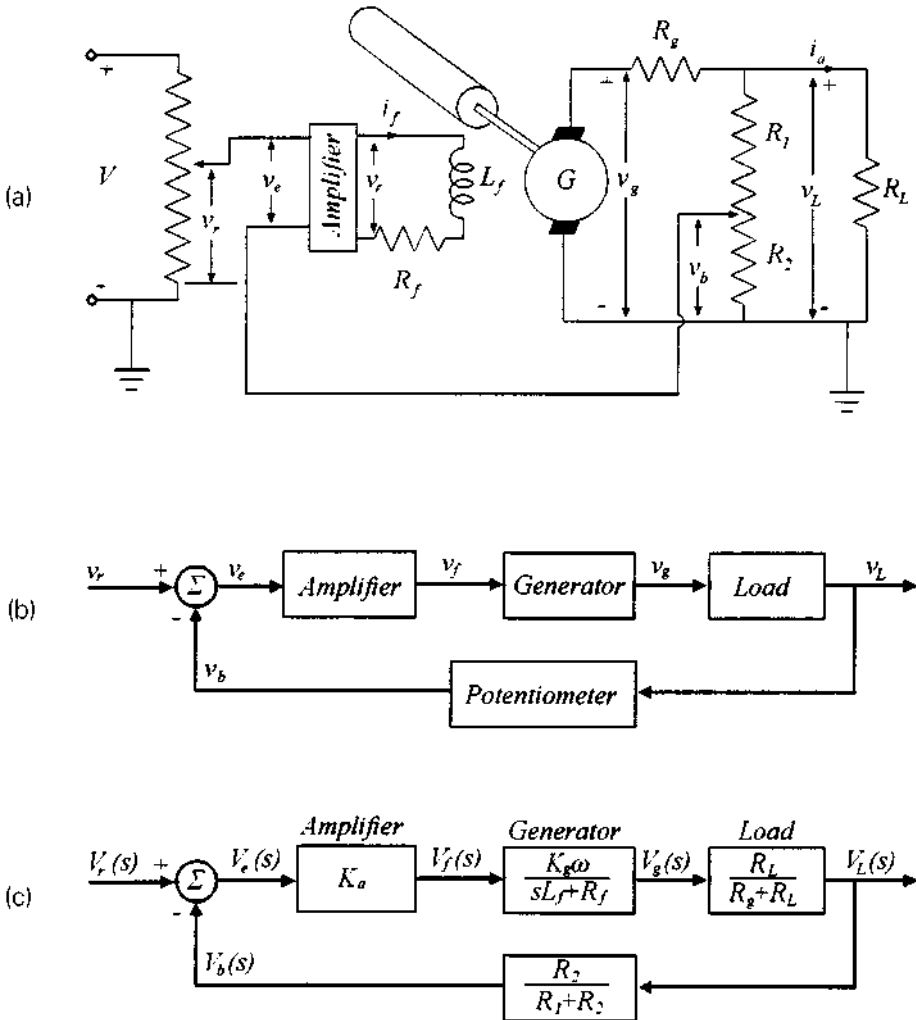 (a)
+
V
-
v_r
v_e
Amplifier
i_f
v_r
L_f
R_f
G
+
v_g
-
R_g
i_a
R_1
R_2
v_b
+
v_L
-
R_L
(b)
v_r
+
-
Σ
v_e
Amplifier
v_f
Generator
v_g
Load
v_L
v_b
Potentiometer
(c)
Amplifier Generator Load
V_r(s)
+
-
Σ
V_e(s)
K_a
V_f(s)
K_gω
sL_f+R_f
V_g(s)
R_L
R_g+R_L
V_L(s)
V_b(s)
R_2
R_1+R_2